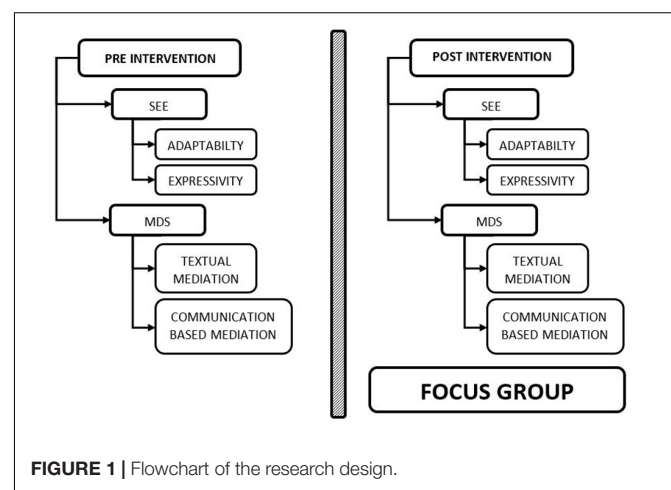 PRE INTERVENTION
SEE
ADAPTABILTY
EXPRESSIVITY
MDS
TEXTUAL
MEDIATION
COMMUNICATION
BASED MEDIATION
POST INTERVENTION
SEE
ADAPTABILTY
EXPRESSIVITY
MDS
TEXTUAL
MEDIATION
COMMUNICATION
BASED MEDIATION
FOCUS GROUP
FIGURE 1 | Flowchart of the research design.